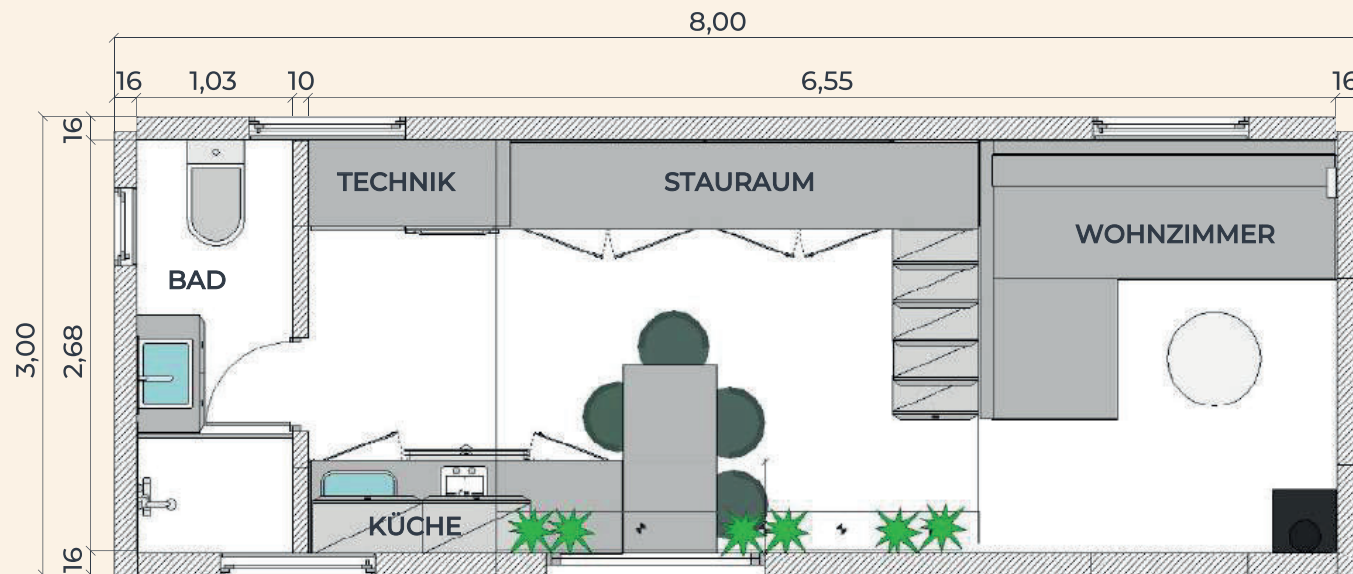 8,00
16 1,03 10 6,55 16
16
TECHNIK STAURAUM
WOHNZIMMER
BAD
3,00 2,68
KÜCHE
16